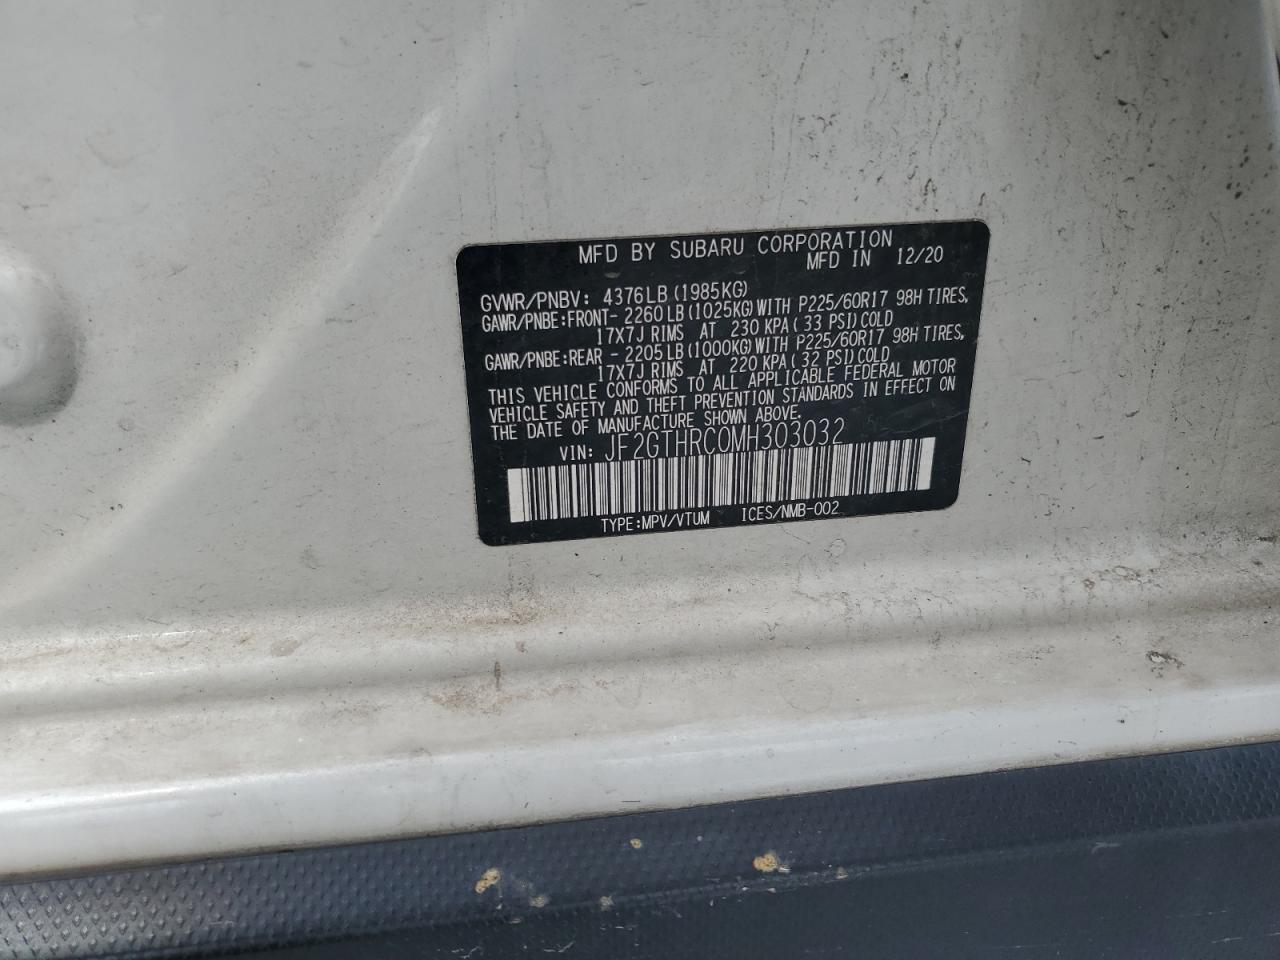 MFD BY SUBARU CORPORATION
MFD IN 12/20
GVWR/PNBV: 4376LB (1985KG)
GAWR/PNBE:FRONT- 2260LB (1025KG) WITH P225/60R17 98H TIRES,
17X7J RIMS AT 230 KPA ( 33 PSI) COLD
GAWR/PNBE:REAR - 2205LB (1000KG) WITH P225/60R17 98H TIRES,
17X7J RIMS AT 220 KPA ( 32 PSI) COLD
THIS VEHICLE CONFORMS TO ALL APPLICABLE FEDERAL MOTOR
VEHICLE SAFETY AND THEFT PREVENTION STANDARDS IN EFFECT ON
THE DATE OF MANUFACTURE SHOWN ABOVE.
VIN: JF2GTHRC0MH303032
TYPE:MPV/VTUM ICES/NMB-002